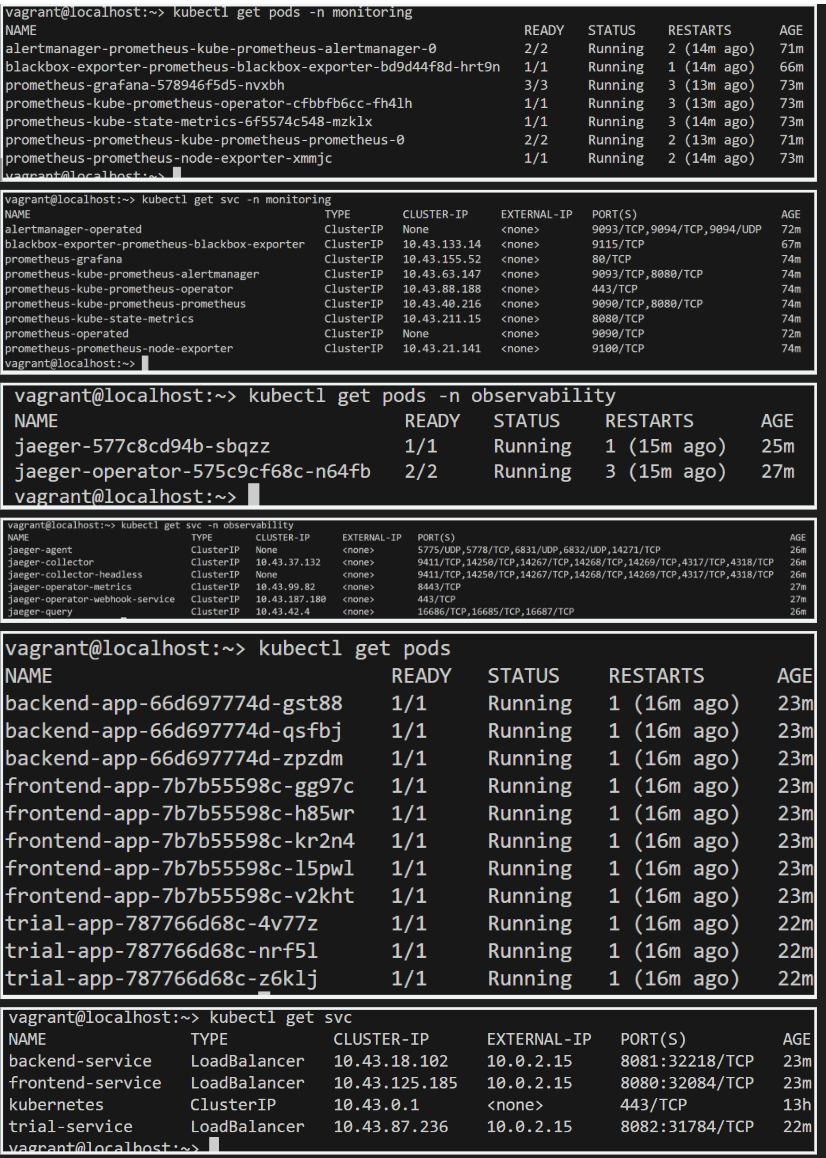 vagrant@localhost:~> kubectl get pods -n monitoring
NAME READY STATUS RESTARTS AGE
alertmanager-prometheus-kube-prometheus-alertmanager-0 2/2 Running 2 (14m ago) 71m
blackbox-exporter-prometheus-blackbox-exporter-bd9d44f8d-hrt9n 1/1 Running 1 (14m ago) 66m
prometheus-grafana-578946f5d5-nvxbh 3/3 Running 3 (13m ago) 73m
prometheus-kube-prometheus-operator-cfbbfb6cc-fh4lh 1/1 Running 3 (13m ago) 73m
prometheus-kube-state-metrics-6f5574c548-mzklx 1/1 Running 3 (14m ago) 73m
prometheus-prometheus-kube-prometheus-prometheus-0 2/2 Running 2 (13m ago) 71m
prometheus-prometheus-node-exporter-xmmjc 1/1 Running 2 (14m ago) 73m
vagrant@localhost:~>
vagrant@localhost:~> kubectl get svc -n monitoring
NAME TYPE CLUSTER-IP EXTERNAL-IP PORT(S) AGE
alertmanager-operated ClusterIP None <none> 9093/TCP,9094/TCP,9094/UDP 72m
blackbox-exporter-prometheus-blackbox-exporter ClusterIP 10.43.133.14 <none> 9115/TCP 67m
prometheus-grafana ClusterIP 10.43.155.52 <none> 80/TCP 74m
prometheus-kube-prometheus-alertmanager ClusterIP 10.43.63.147 <none> 9093/TCP,8080/TCP 74m
prometheus-kube-prometheus-operator ClusterIP 10.43.88.188 <none> 443/TCP 74m
prometheus-kube-prometheus-prometheus ClusterIP 10.43.40.216 <none> 9090/TCP,8080/TCP 74m
prometheus-kube-state-metrics ClusterIP 10.43.211.15 <none> 8080/TCP 74m
prometheus-operated ClusterIP None <none> 9090/TCP 72m
prometheus-prometheus-node-exporter ClusterIP 10.43.21.141 <none> 9100/TCP 74m
vagrant@localhost:~>
vagrant@localhost:~> kubectl get pods -n observability
NAME READY STATUS RESTARTS AGE
jaeger-577c8cd94b-sbqzz 1/1 Running 1 (15m ago) 25m
jaeger-operator-575c9cf68c-n64fb 2/2 Running 3 (15m ago) 27m
vagrant@localhost:~>
vagrant@localhost:~> kubectl get svc -n observability
NAME TYPE CLUSTER-IP EXTERNAL-IP PORT(S) AGE
jaeger-agent ClusterIP None <none> 5775/UDP,5778/TCP,6831/UDP,6832/UDP,14271/TCP 26m
jaeger-collector ClusterIP 10.43.37.132 <none> 9411/TCP,14250/TCP,14267/TCP,14268/TCP,14269/TCP,4317/TCP,4318/TCP 26m
jaeger-collector-headless ClusterIP None <none> 9411/TCP,14250/TCP,14267/TCP,14268/TCP,14269/TCP,4317/TCP,4318/TCP 26m
jaeger-operator-metrics ClusterIP 10.43.99.82 <none> 8443/TCP 27m
jaeger-operator-webhook-service ClusterIP 10.43.187.180 <none> 443/TCP 27m
jaeger-query ClusterIP 10.43.42.4 <none> 16686/TCP,16685/TCP,16687/TCP 26m
vagrant@localhost:~> kubectl get pods
NAME READY STATUS RESTARTS AGE
backend-app-66d697774d-gst88 1/1 Running 1 (16m ago) 23m
backend-app-66d697774d-qsfbj 1/1 Running 1 (16m ago) 23m
backend-app-66d697774d-zpzdm 1/1 Running 1 (16m ago) 23m
frontend-app-7b7b55598c-gg97c 1/1 Running 1 (16m ago) 23m
frontend-app-7b7b55598c-h85wr 1/1 Running 1 (16m ago) 23m
frontend-app-7b7b55598c-kr2n4 1/1 Running 1 (16m ago) 23m
frontend-app-7b7b55598c-l5pwl 1/1 Running 1 (16m ago) 23m
frontend-app-7b7b55598c-v2kht 1/1 Running 1 (16m ago) 23m
trial-app-787766d68c-4v77z 1/1 Running 1 (16m ago) 22m
trial-app-787766d68c-nrf5l 1/1 Running 1 (16m ago) 22m
trial-app-787766d68c-z6klj 1/1 Running 1 (16m ago) 22m
vagrant@localhost:~> kubectl get svc
NAME TYPE CLUSTER-IP EXTERNAL-IP PORT(S) AGE
backend-service LoadBalancer 10.43.18.102 10.0.2.15 8081:32218/TCP 23m
frontend-service LoadBalancer 10.43.125.185 10.0.2.15 8080:32084/TCP 23m
kubernetes ClusterIP 10.43.0.1 <none> 443/TCP 13h
trial-service LoadBalancer 10.43.87.236 10.0.2.15 8082:31784/TCP 22m
vagrant@localhost:~>